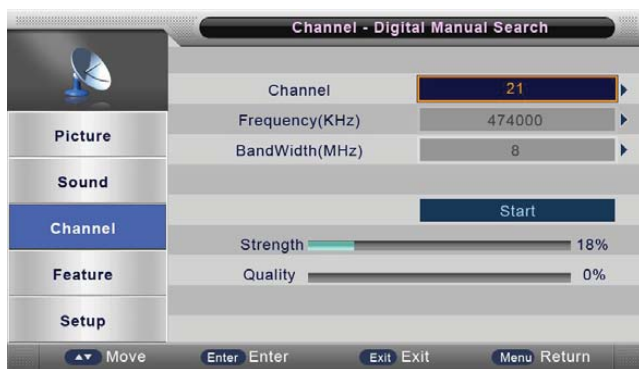 Channel - Digital Manual Search
Channel 21
Frequency(KHz) 474000
BandWidth(MHz) 8
Start
Strength 18%
Quality 0%
Picture
Sound
Channel
Feature
Setup
Move Enter Enter Exit Exit Menu Return